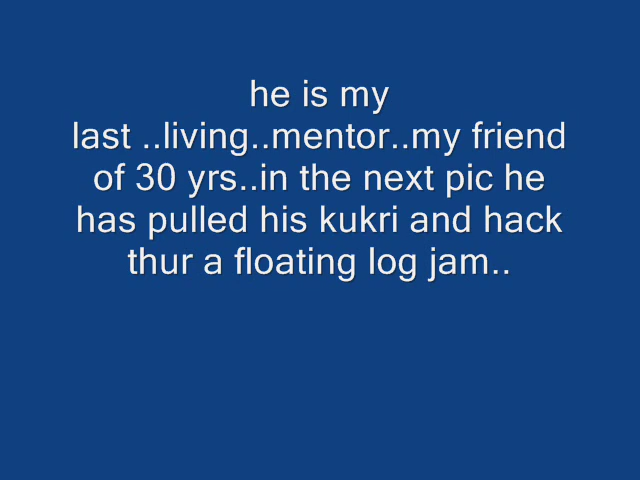 he is my
last ..living..mentor..my friend
of 30 yrs..in the next pic he
has pulled his kukri and hack
thur a floating log jam..